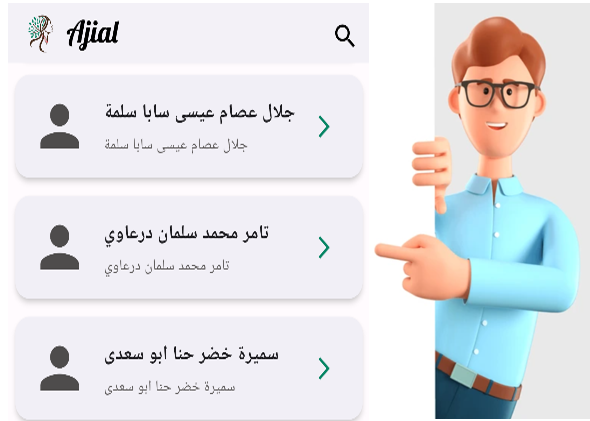 Ajial
جلال عصام عيسى سابا سلمة
جلال عصام عيسى سابا سلمة
تامر محمد سلمان درعاوي
تامر محمد سلمان درعاوي
سميرة خضر حنا ابو سعدى
سميرة خضر حنا ابو سعدى